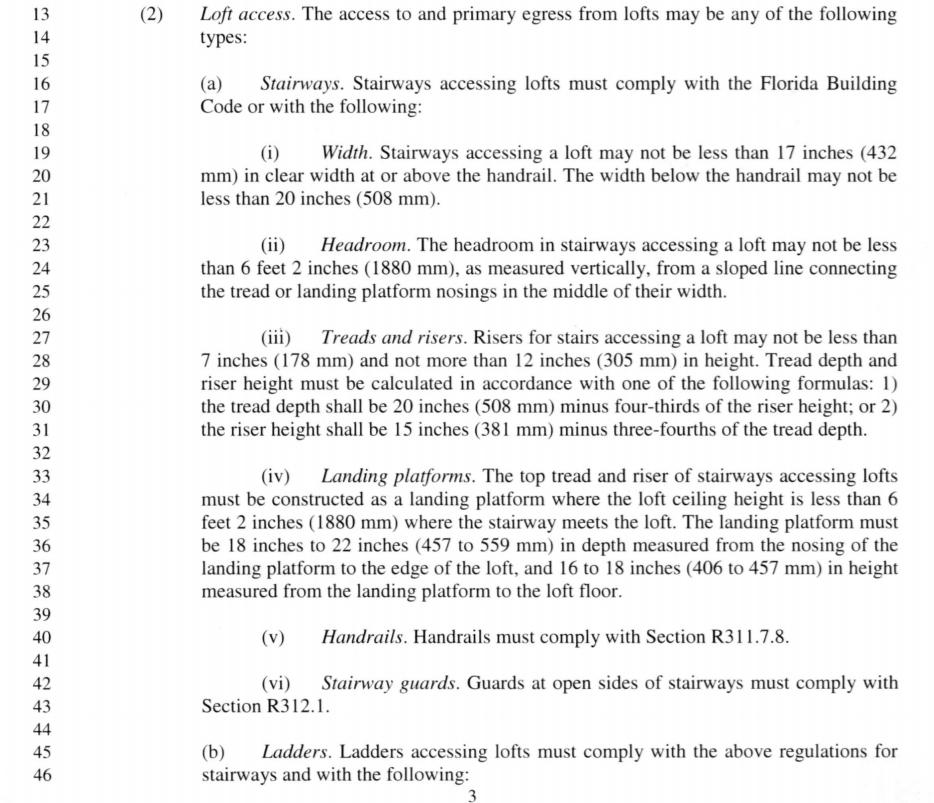 13 (2) Loft access. The access to and primary egress from lofts may be any of the following
14 types:
15
16 (a) Stairways. Stairways accessing lofts must comply with the Florida Building
17 Code or with the following:
18
19 (i) Width. Stairways accessing a loft may not be less than 17 inches (432
20 mm) in clear width at or above the handrail. The width below the handrail may not be
21 less than 20 inches (508 mm).
22
23 (ii) Headroom. The headroom in stairways accessing a loft may not be less
24 than 6 feet 2 inches (1880 mm), as measured vertically, from a sloped line connecting
25 the tread or landing platform nosings in the middle of their width.
26
27 (iii) Treads and risers. Risers for stairs accessing a loft may not be less than
28 7 inches (178 mm) and not more than 12 inches (305 mm) in height. Tread depth and
29 riser height must be calculated in accordance with one of the following formulas: 1)
30 the tread depth shall be 20 inches (508 mm) minus four-thirds of the riser height; or 2)
31 the riser height shall be 15 inches (381 mm) minus three-fourths of the tread depth.
32
33 (iv) Landing platforms. The top tread and riser of stairways accessing lofts
34 must be constructed as a landing platform where the loft ceiling height is less than 6
35 feet 2 inches (1880 mm) where the stairway meets the loft. The landing platform must
36 be 18 inches to 22 inches (457 to 559 mm) in depth measured from the nosing of the
37 landing platform to the edge of the loft, and 16 to 18 inches (406 to 457 mm) in height
38 measured from the landing platform to the loft floor.
39
40 (v) Handrails. Handrails must comply with Section R311.7.8.
41
42 (vi) Stairway guards. Guards at open sides of stairways must comply with
43 Section R312.1.
44
45 (b) Ladders. Ladders accessing lofts must comply with the above regulations for
46 stairways and with the following:
3